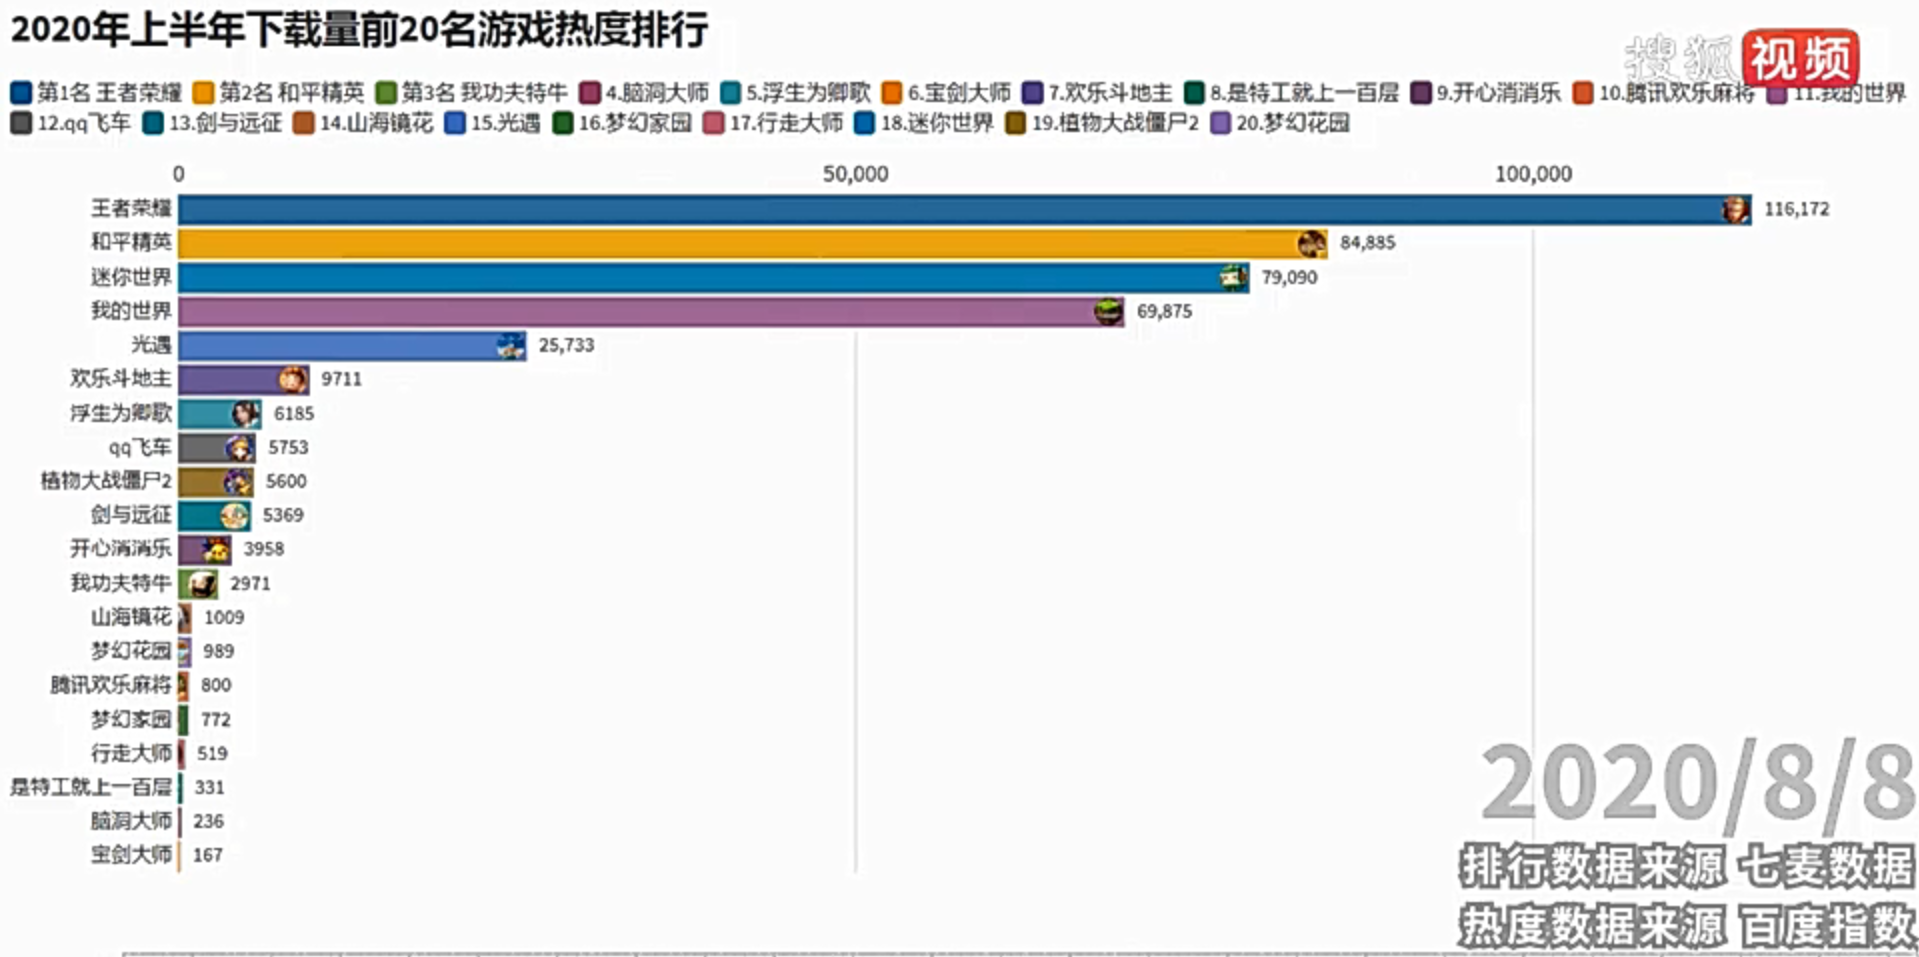 2020年上半年下载量前20名游戏热度排行
搜狐视频
第1名 王者荣耀 第2名 和平精英 第3名 我功夫特牛 4.脑洞大师 5.浮生为卿歌 6.宝剑大师 7.欢乐斗地主 8.是特工就上一百层 9.开心消消乐 10.腾讯欢乐麻将 11.我的世界
12.qq飞车 13.剑与远征 14.山海镜花 15.光遇 16.梦幻家园 17.行走大师 18.迷你世界 19.植物大战僵尸2 20.梦幻花园
0 50,000 100,000
王者荣耀 116,172
和平精英 84,885
迷你世界 79,090
我的世界 69,875
光遇 25,733
欢乐斗地主 9711
浮生为卿歌 6185
qq飞车 5753
植物大战僵尸2 5600
剑与远征 5369
开心消消乐 3958
我功夫特牛 2971
山海镜花 1009
梦幻花园 989
腾讯欢乐麻将 800
梦幻家园 772
行走大师 519
是特工就上一百层 331
脑洞大师 236
宝剑大师 167
2020/8/8
排行数据来源 七麦数据
热度数据来源 百度指数